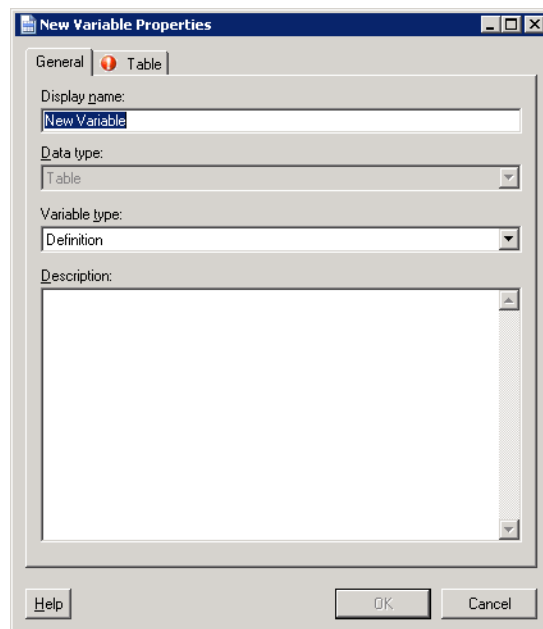 New Variable Properties
General
Table
Display name:
New Variable
Data type:
Table
Variable type:
Definition
Description:
Help
OK
Cancel